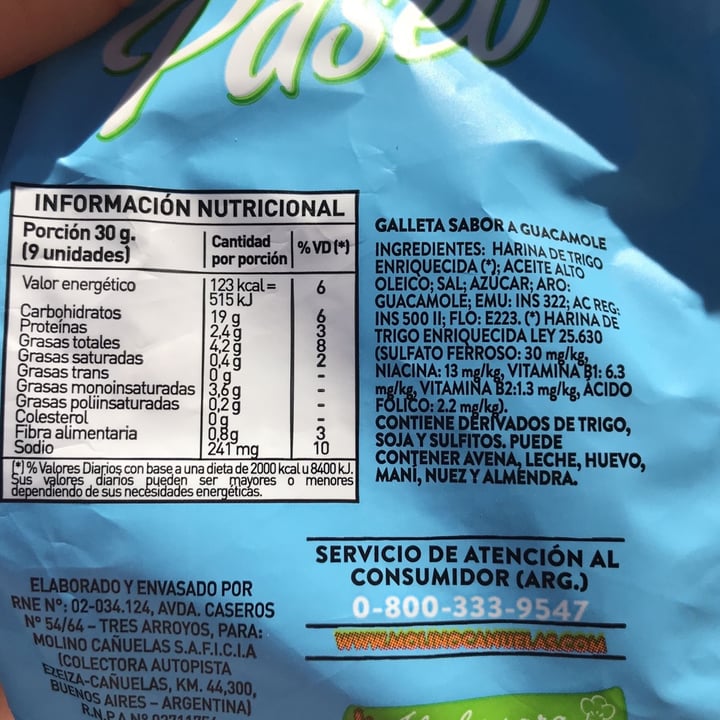 Paseo
INFORMACIÓN NUTRICIONAL
Porción 30 g.
(9 unidades)
Cantidad
por porción
% VD (*)
Valor energético 123 kcal = 6
515 kJ
Carbohidratos 19 g 6
Proteínas 2,4 g 3
Grasas totales 4,2 g 8
Grasas saturadas 0,4 g 2
Grasas trans 0 g -
Grasas monoinsaturadas 3,6 g -
Grasas poliinsaturadas 0,2 g -
Colesterol 0 g -
Fibra alimentaria 0,8 g 3
Sodio 241 mg 10
(*) % Valores Diarios con base a una dieta de 2000 kcal u 8400 kJ.
Sus valores diarios pueden ser mayores o menores
dependiendo de sus necesidades energéticas.
GALLETA SABOR A GUACAMOLE
INGREDIENTES: HARINA DE TRIGO
ENRIQUECIDA (*); ACEITE ALTO
OLEICO; SAL; AZÚCAR; ARO:
GUACAMOLE; EMU: INS 322; AC REG:
INS 500 II; FLO: E223. (*) HARINA DE
TRIGO ENRIQUECIDA LEY 25.630
(SULFATO FERROSO: 30 mg/kg,
NIACINA: 13 mg/kg, VITAMINA B1: 6.3
mg/kg, VITAMINA B2:1.3 mg/kg, ÁCIDO
FÓLICO: 2.2 mg/kg).
CONTIENE DERIVADOS DE TRIGO,
SOJA Y SULFITOS. PUEDE
CONTENER AVENA, LECHE, HUEVO,
MANÍ, NUEZ Y ALMENDRA.
SERVICIO DE ATENCIÓN AL
CONSUMIDOR (ARG.)
0-800-333-9547
WWW.MOLINOCANUELAS.COM
ELABORADO Y ENVASADO POR
RNE Nº: 02-034.124, AVDA. CASEROS
Nº 54/64 - TRES ARROYOS, PARA:
MOLINO CAÑUELAS S.A.F.I.C.I.A
(COLECTORA AUTOPISTA
EZEIZA-CAÑUELAS, KM. 44,300,
BUENOS AIRES - ARGENTINA)
R.N.P.A Nº